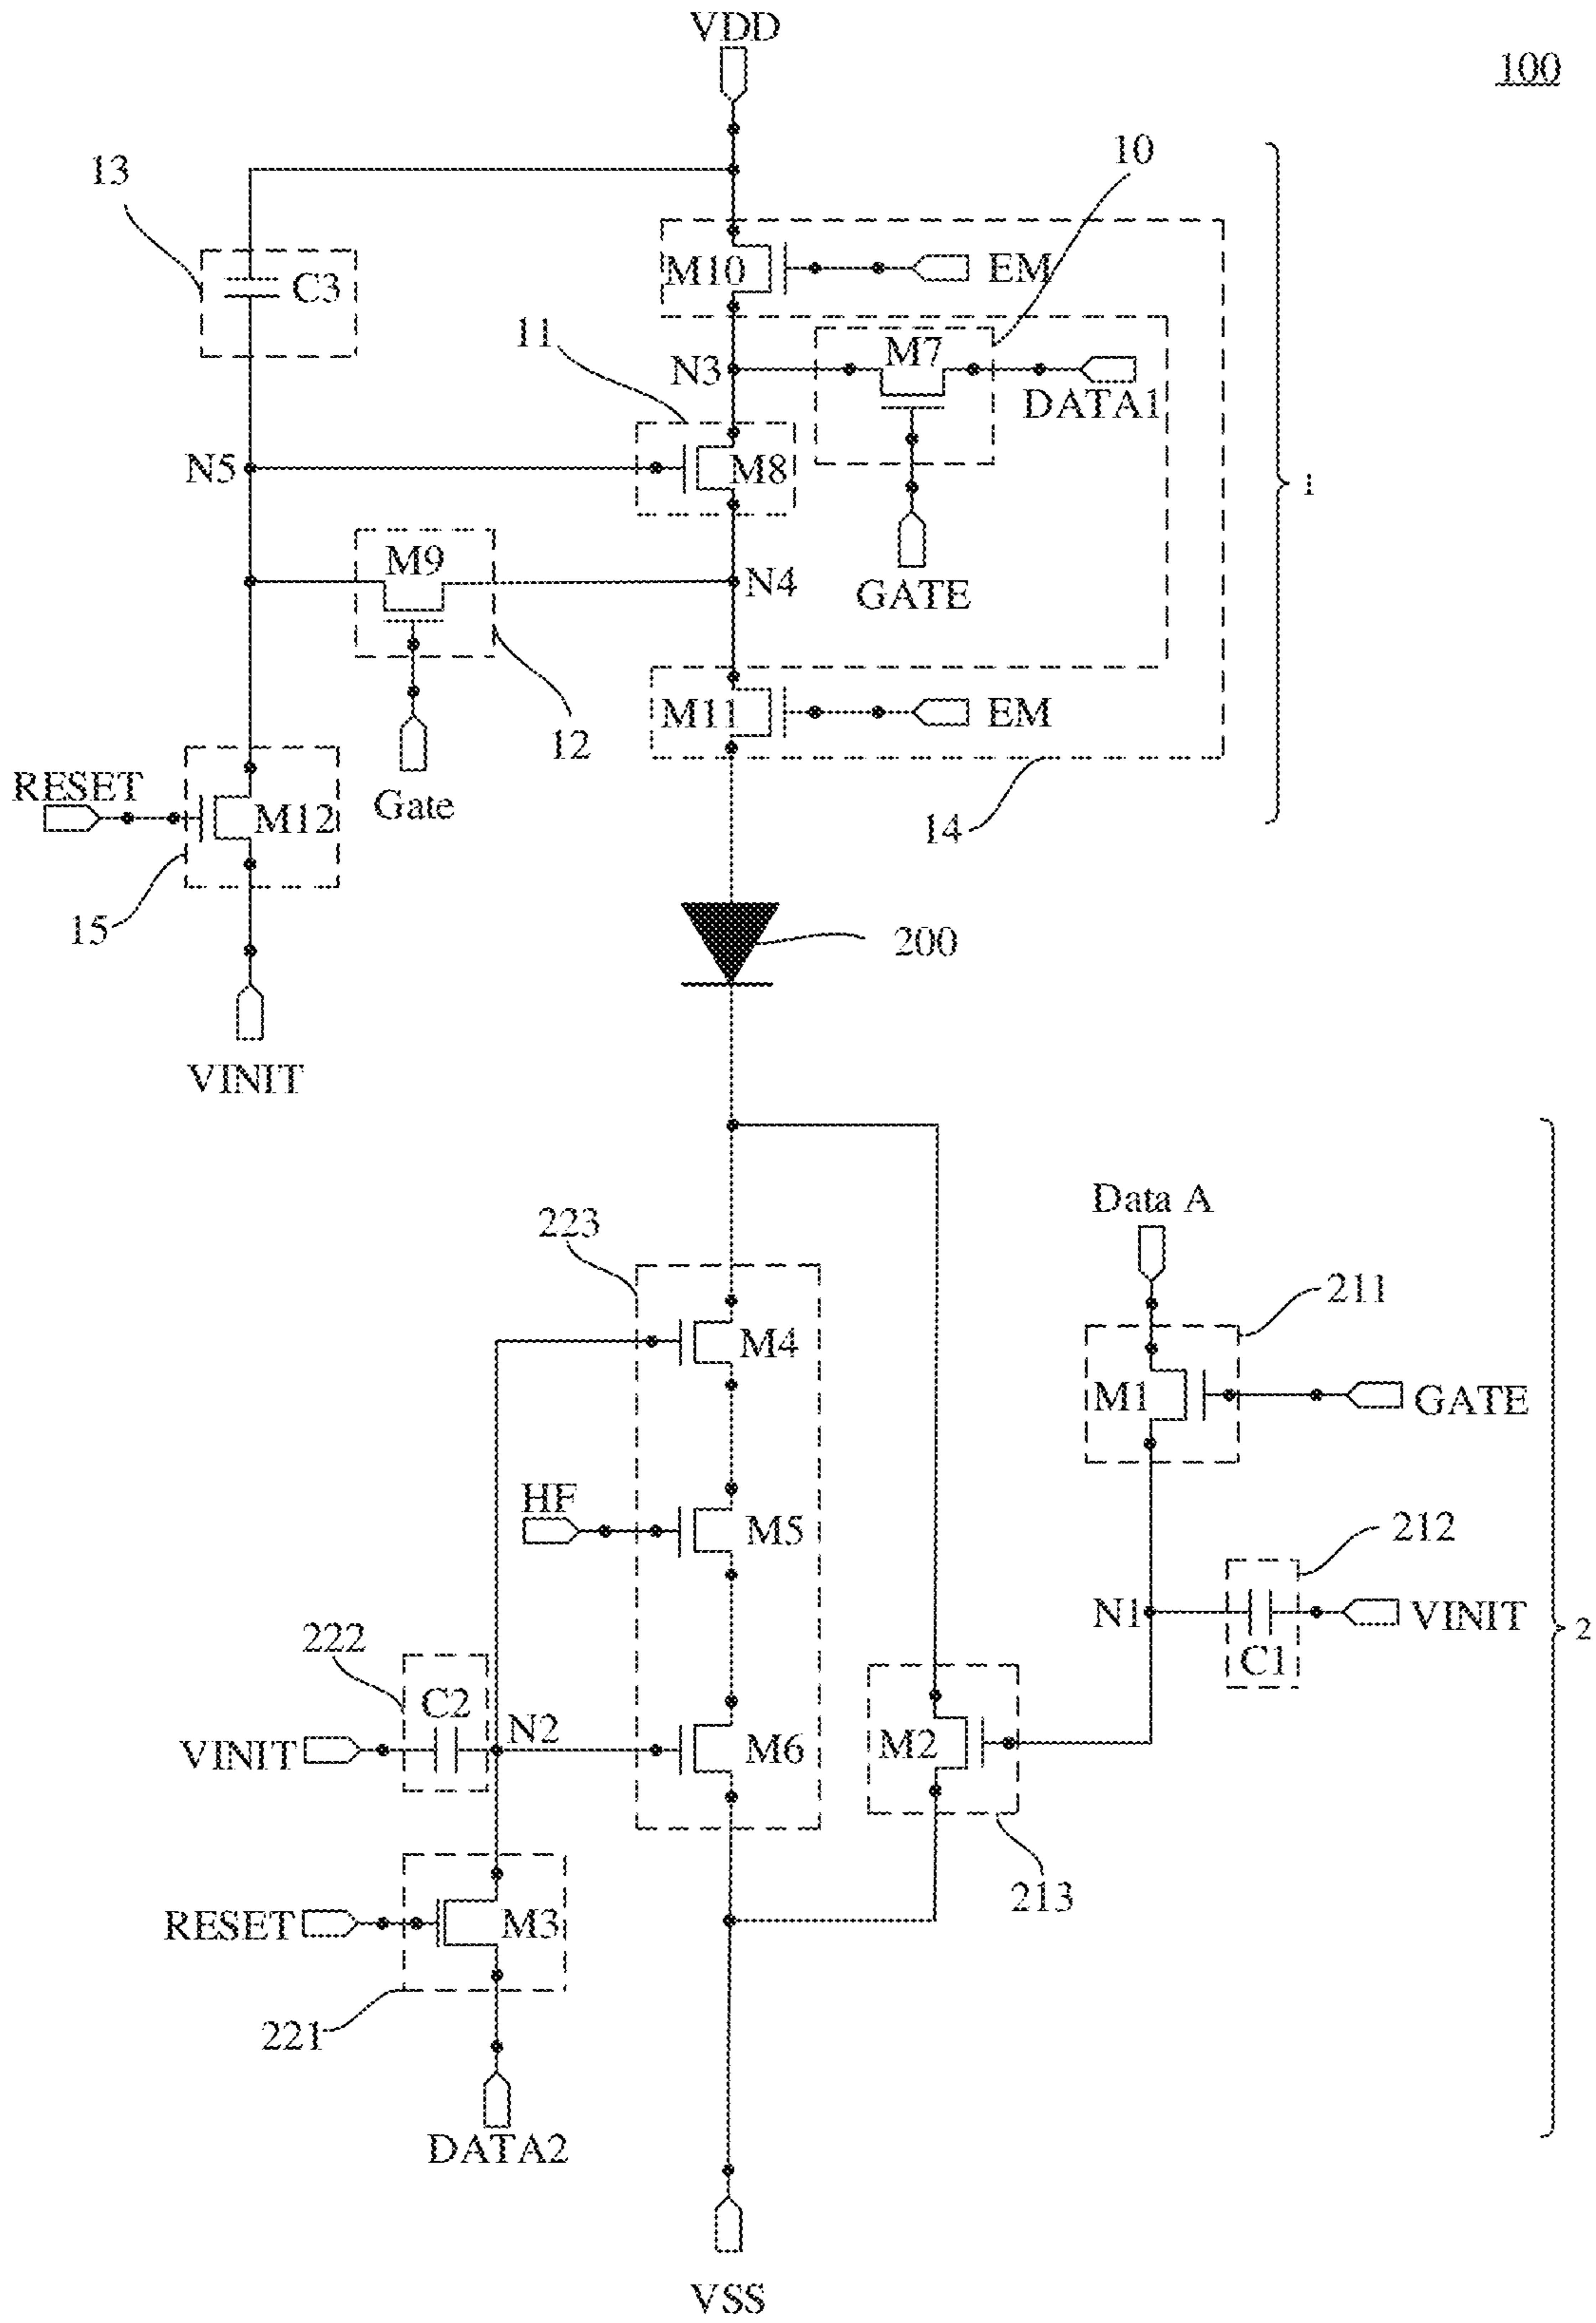 VDD
100
10
13
M10
EM
C3
11
M7
N3
DATA1
N5
M8
1
M9
N4
GATE
M11
EM
12
RESET
Gate
M12
14
15
200
VINIT
Data A
223
211
M4
M1
GATE
HF
M5
212
N1
VINIT
2
222
C1
C2
N2
VINIT
M6
M2
213
RESET
M3
221
DATA2
VSS